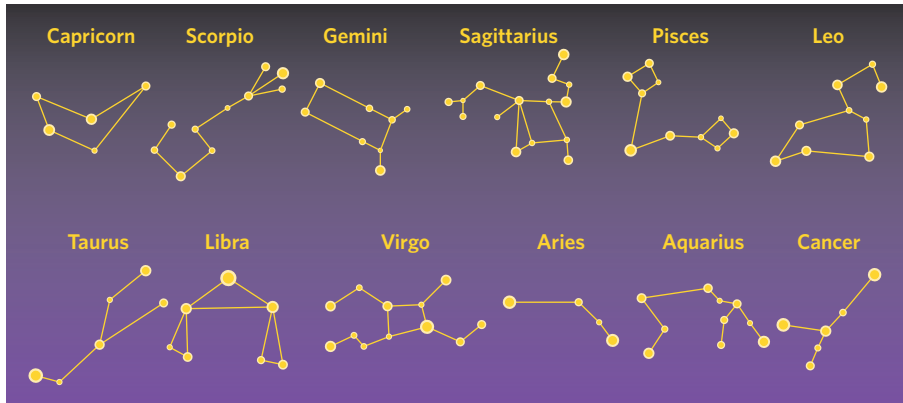 Capricorn Scorpio Gemini Sagittarius Pisces Leo
Taurus Libra Virgo Aries Aquarius Cancer